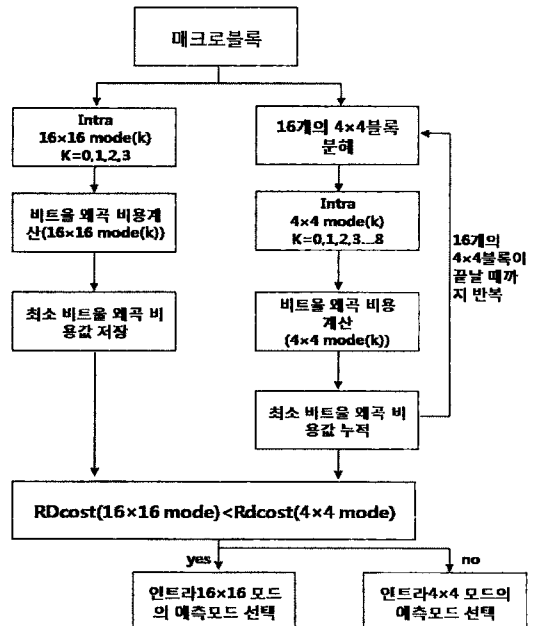 매크로블록
Intra
16×16 mode(k)
K=0,1,2,3
비트율 왜곡 비용계
산(16×16 mode(k))
최소 비트율 왜곡 비
용값 저장
16개의 4×4블록
분해
Intra
4×4 mode(k)
K=0,1,2,3...8
비트율 왜곡 비용
계산
(4×4 mode(k))
최소 비트율 왜곡 비
용값 누적
16개의
4×4블록이
끝날 때까
지 반복
RDcost(16×16 mode)<Rdcost(4×4 mode)
yes
no
인트라16×16 모드
의 예측모드 선택
인트라4×4 모드의
예측모드 선택